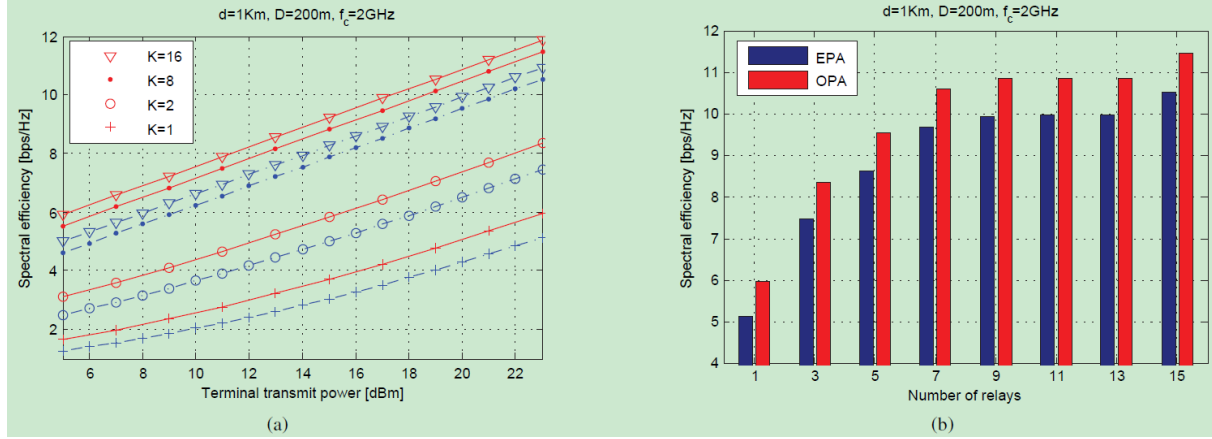 d=1Km, D=200m, f_c=2GHz
12
10
8
6
4
2
K=16
K=8
K=2
K=1
Spectral efficiency [bps/Hz]
6 8 10 12 14 16 18 20 22
Terminal transmit power [dBm]
(a)
d=1Km, D=200m, f_c=2GHz
12
11
10
9
8
7
6
5
4
EPA
OPA
Spectral efficiency [bps/Hz]
1 3 5 7 9 11 13 15
Number of relays
(b)